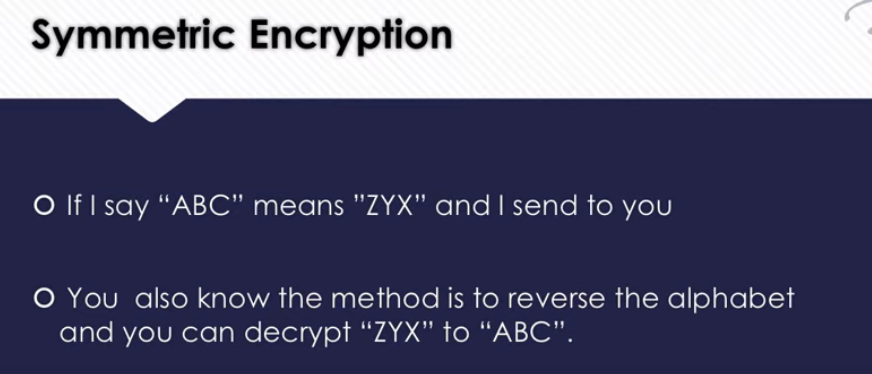 Symmetric Encryption
O If I say “ABC” means ”ZYX” and I send to you
O You also know the method is to reverse the alphabet
and you can decrypt “ZYX” to “ABC”.